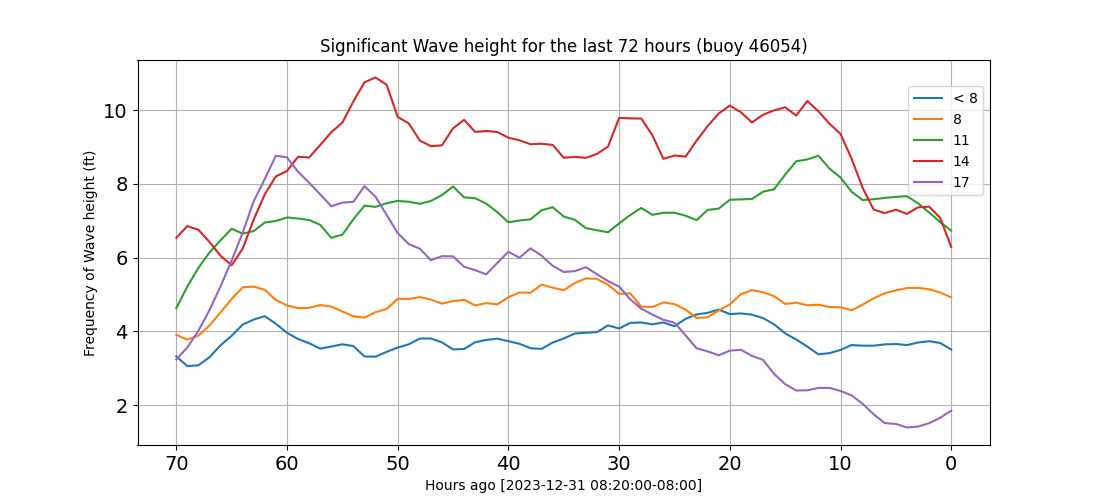 Significant Wave height for the last 72 hours (buoy 46054)
Frequency of Wave height (ft)
10
8
6
4
2
< 8
8
11
14
17
70 60 50 40 30 20 10 0
Hours ago [2023-12-31 08:20:00-08:00]